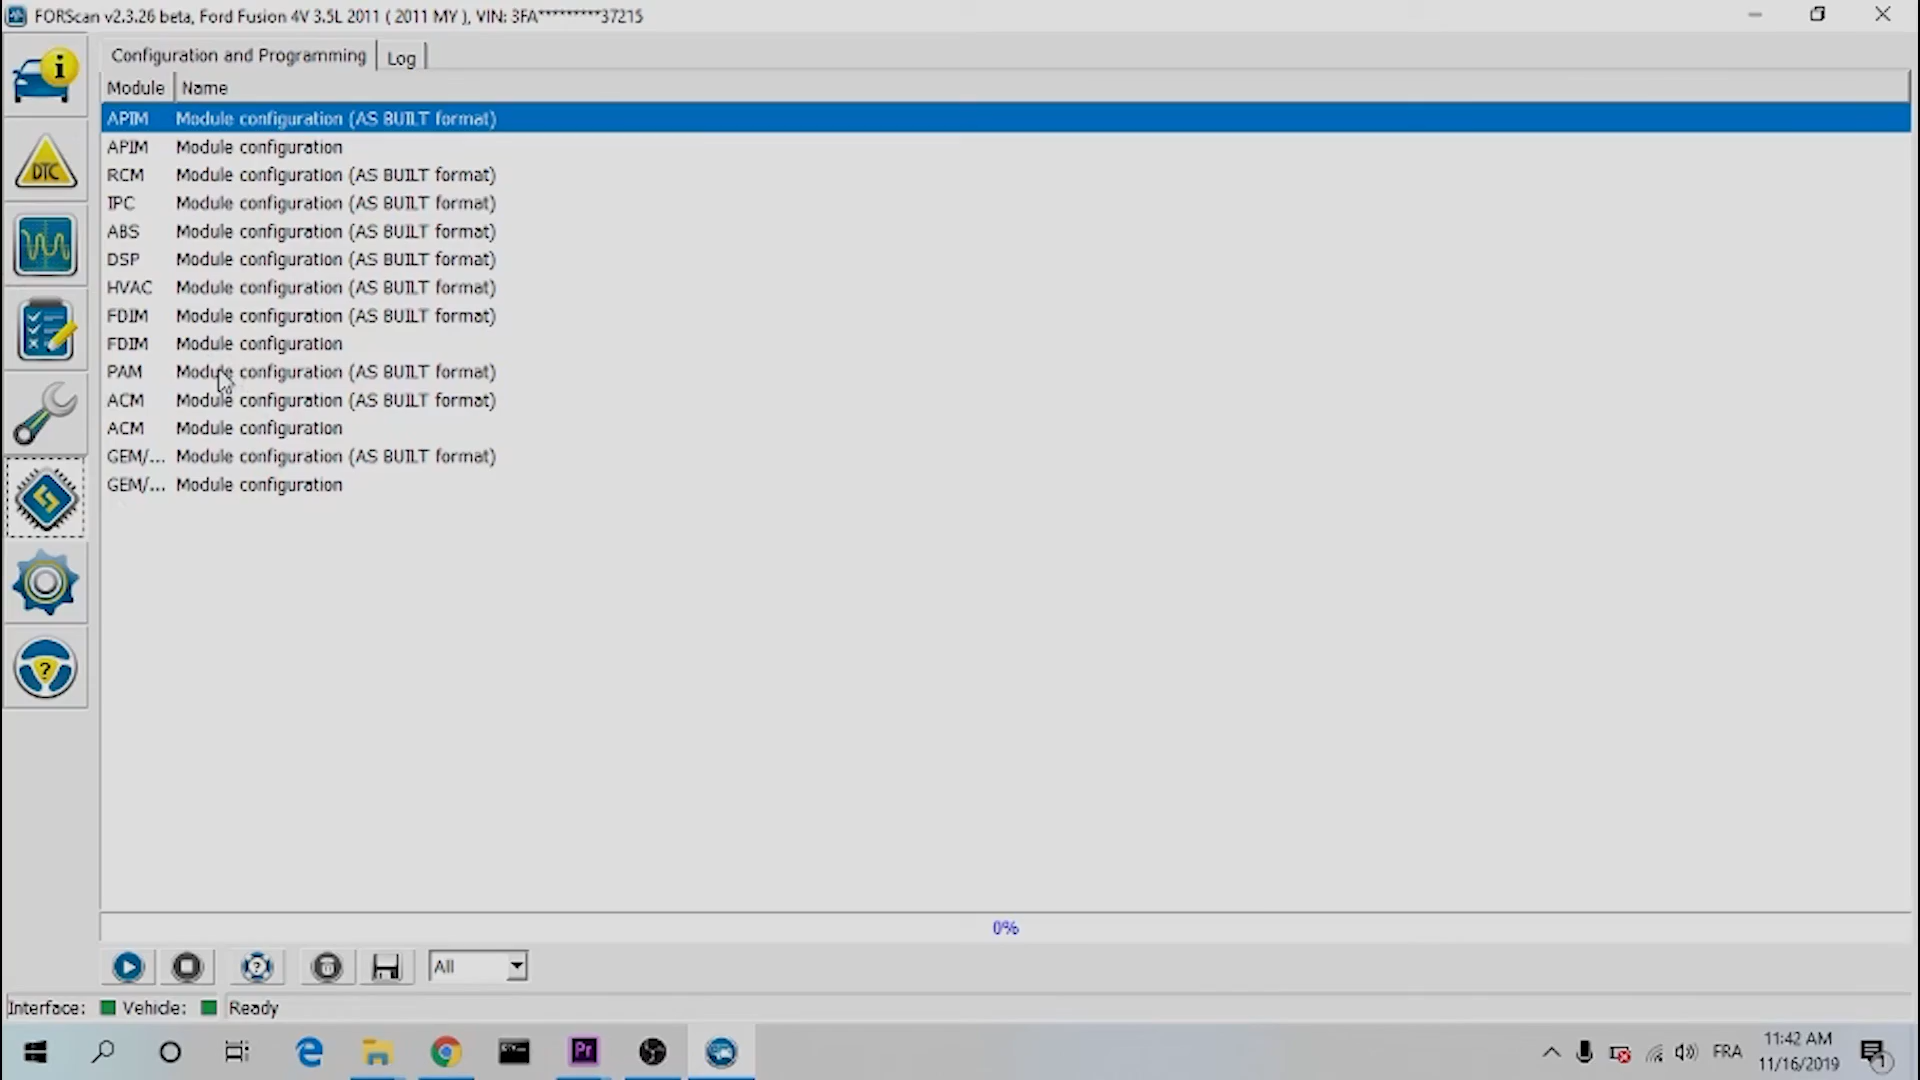 FORScan v2.3.26 beta, Ford Fusion 4V 3.5L 2011 ( 2011 MY ), VIN: 3FA*********37215
Configuration and Programming
Log
Module Name
APIM Module configuration (AS BUILT format)
APIM Module configuration
RCM Module configuration (AS BUILT format)
IPC Module configuration (AS BUILT format)
ABS Module configuration (AS BUILT format)
DSP Module configuration (AS BUILT format)
HVAC Module configuration (AS BUILT format)
FDIM Module configuration (AS BUILT format)
FDIM Module configuration
PAM Module configuration (AS BUILT format)
ACM Module configuration (AS BUILT format)
ACM Module configuration
GEM/... Module configuration (AS BUILT format)
GEM/... Module configuration
i
DTC
?
0%
?
All
Interface: Vehicle: Ready
Pr
FRA
11:42 AM
11/16/2019
1